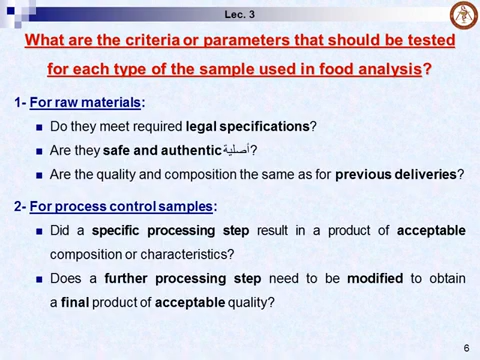 Lec. 3
What are the criteria or parameters that should be tested
for each type of the sample used in food analysis?
1- For raw materials:
Do they meet required legal specifications?
Are they safe and authentic أصلية?
Are the quality and composition the same as for previous deliveries?
2- For process control samples:
Did a specific processing step result in a product of acceptable
composition or characteristics?
Does a further processing step need to be modified to obtain
a final product of acceptable quality?
6